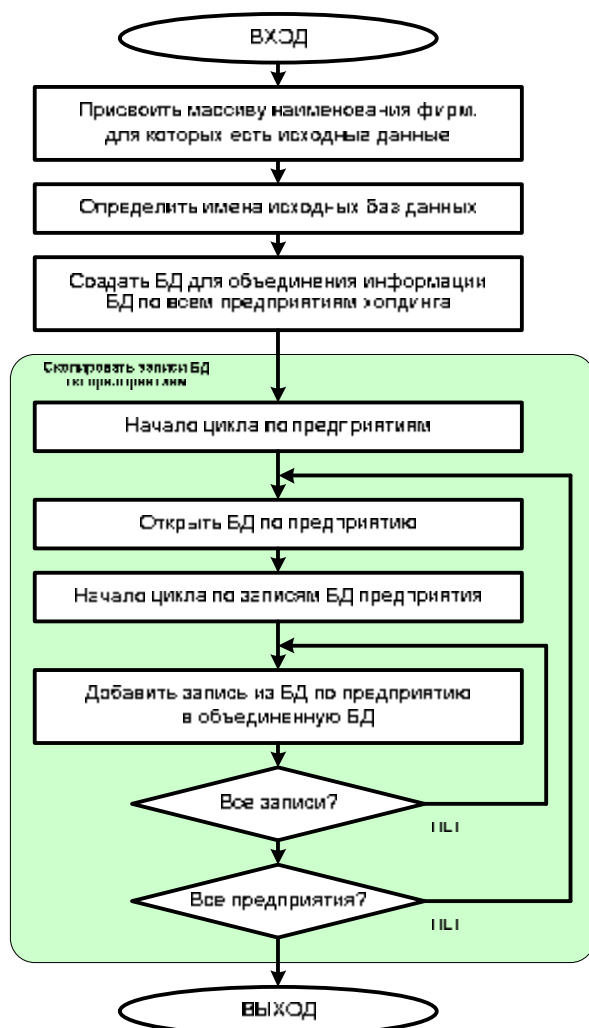 ВХОД
Присвоить массиву наименования фирм,
для которых есть исходные данные
Определить имена исходных баз данных
Создать БД для объединения информации
БД по всем предприятиям холдинга
Скопировать записи БД
по предприятиям
Начало цикла по предприятиям
Открыть БД по предприятию
Начало цикла по записям БД предприятия
Добавить запись из БД по предприятию
в объединенную БД
Все записи?
НЕТ
Все предприятия?
НЕТ
ВЫХОД